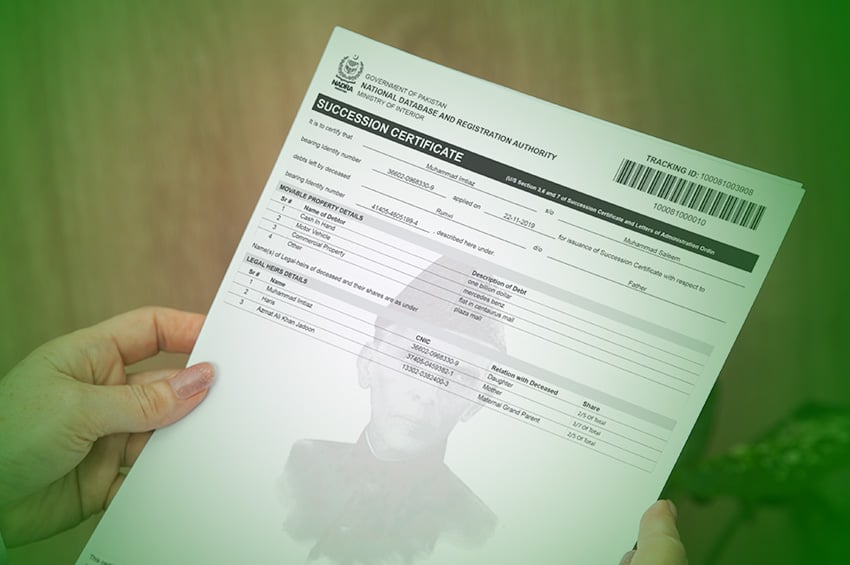 GOVERNMENT OF PAKISTAN
NATIONAL DATABASE AND REGISTRATION AUTHORITY
MINISTRY OF INTERIOR
NADRA
TRACKING ID: 100081003908
100081000010
SUCCESSION CERTIFICATE (U/S Section 3,6 and 7 of Succession Certificate and Letters of Administration Ordin
It is to certify that Muhammad Imtiaz s/o Muhammad Saleem
bearing Identity number 36602-0968330-9 applied on 22-11-2019 for issuance of Succession Certificate with respect to
debts left by deceased Rumvi d/o Father
bearing Identity number 41405-4605199-4 , described here under.
MOVABLE PROPERTY DETAILS
Sr # Name of Debtor Description of Debt
1 Cash in Hand one billion dollar
2 Motor Vehicle mercedes benz
3 Commercial Property flat in centaurus mall
4 Other plaza mall
Name(s) of Legal-heirs of deceased and their shares are as under
LEGAL HEIRS DETAILS
Sr # Name CNIC Relation with Deceased Share
1 Muhammad Imtiaz 36602-0968330-9 Daughter 2/5 Of Total
2 Haris 37405-0459382-1 Mother 1/7 Of Total
3 Azmat Ali Khan Jadoon 13302-0382400-3 Maternal Grand Parent 2/5 Of Total